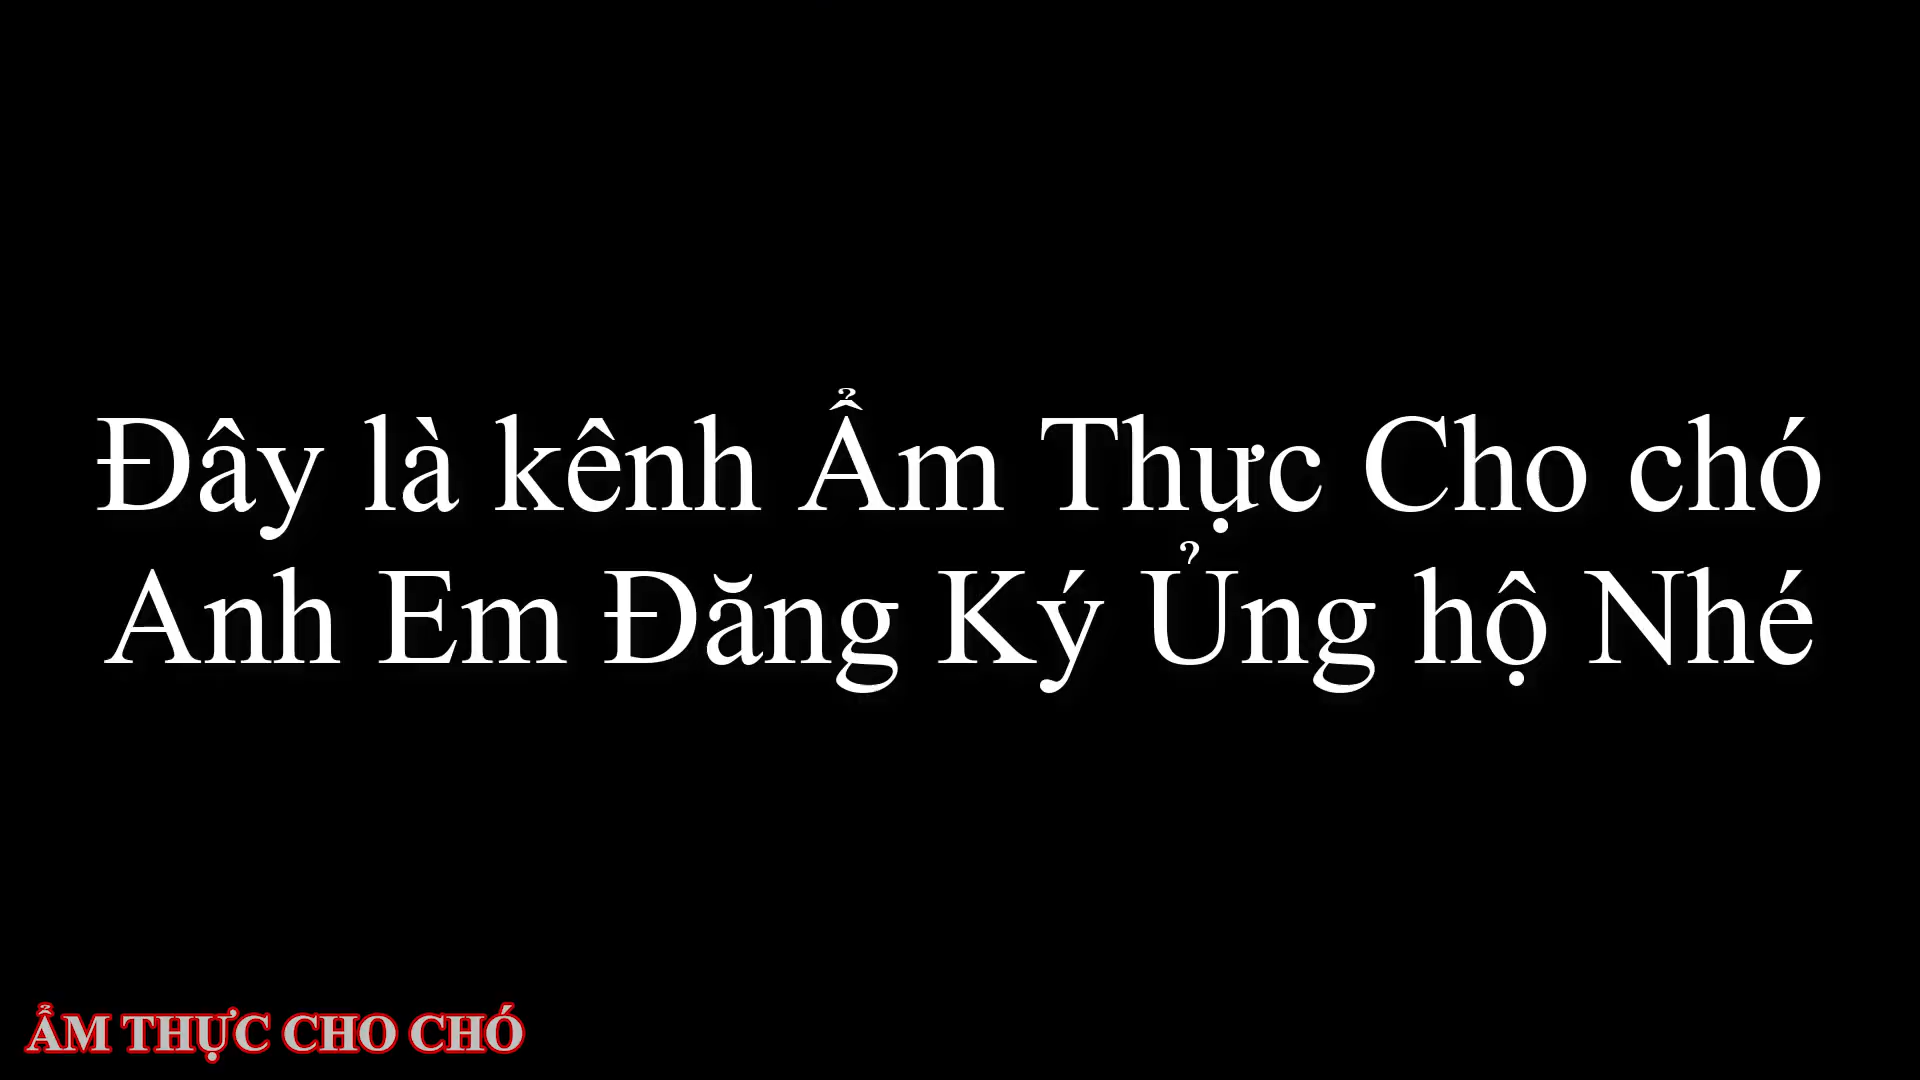 Đây là kênh Ẩm Thực Cho chó
Anh Em Đăng Ký Ủng hộ Nhé
ẨM THỰC CHO CHÓ